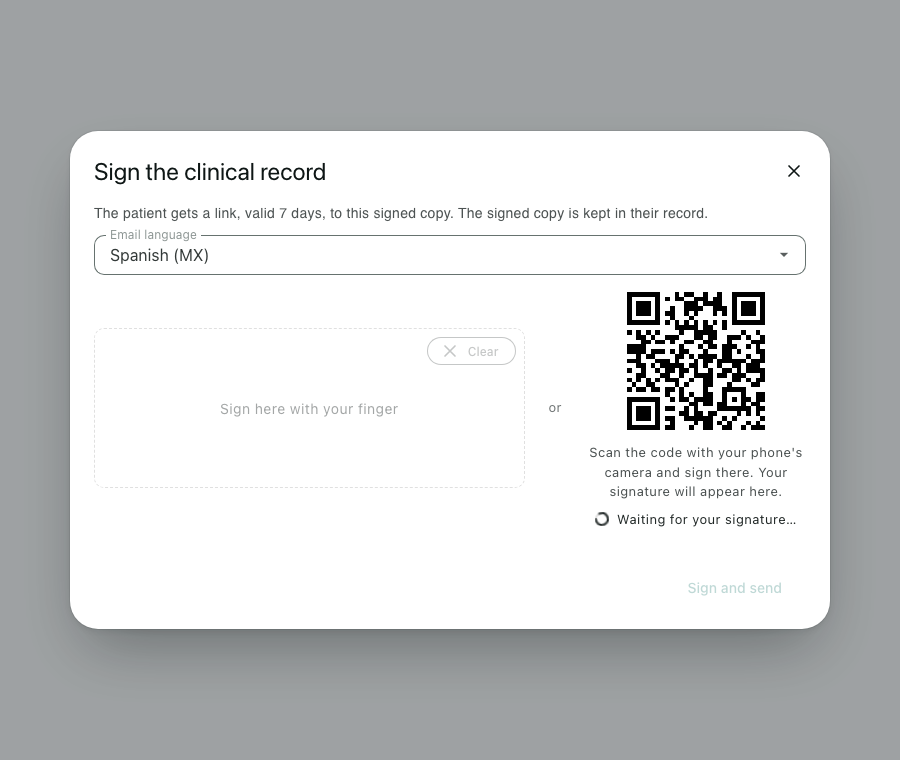 Sign the clinical record
The patient gets a link, valid 7 days, to this signed copy. The signed copy is kept in their record.
Email language
Spanish (MX)
Clear
Sign here with your finger
or
Scan the code with your phone's
camera and sign there. Your
signature will appear here.
Waiting for your signature…
Sign and send